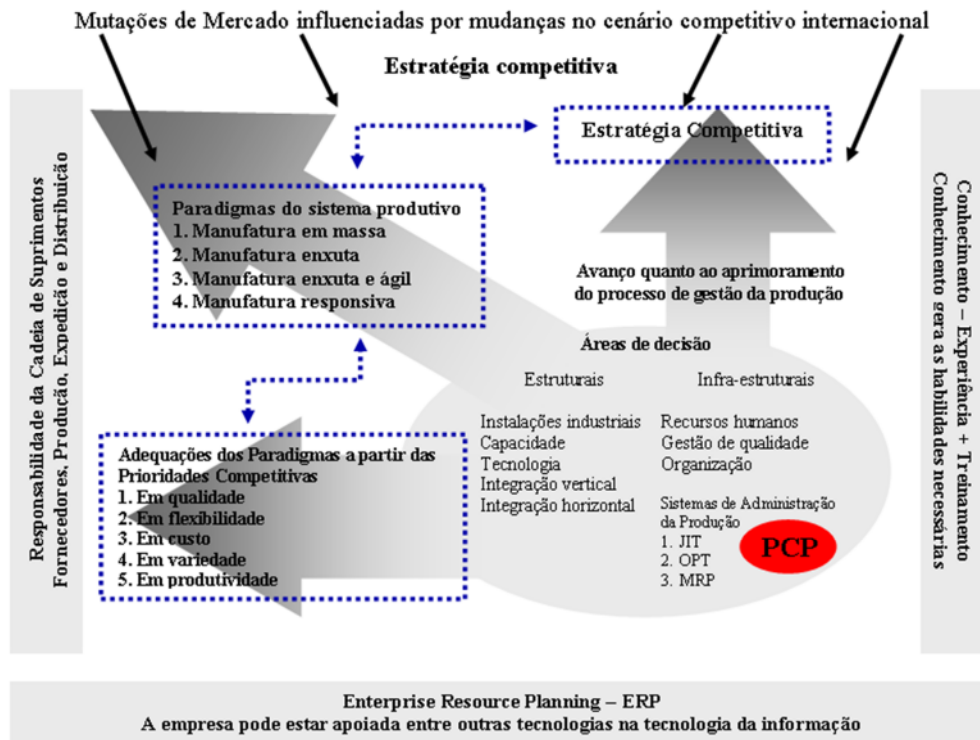 Mutações de Mercado influenciadas por mudanças no cenário competitivo internacional
Estratégia competitiva
Estratégia Competitiva
Responsabilidade da Cadeia de Suprimentos
Fornecedores, Produção, Expedição e Distribuição
Paradigmas do sistema produtivo
1. Manufatura em massa
2. Manufatura enxuta
3. Manufatura enxuta e ágil
4. Manufatura responsiva
Avanço quanto ao aprimoramento
do processo de gestão da produção
Áreas de decisão
Estruturais
Instalações industriais
Capacidade
Tecnologia
Integração vertical
Integração horizontal
Infra-estruturais
Recursos humanos
Gestão de qualidade
Organização
Sistemas de Administração
da Produção
1. JIT
2. OPT
3. MRP
PCP
Adequações dos Paradigmas a partir das
Prioridades Competitivas
1. Em qualidade
2. Em flexibilidade
3. Em custo
4. Em variedade
5. Em produtividade
Conhecimento – Experiência + Treinamento
Conhecimento gera as habilidades necessárias
Enterprise Resource Planning – ERP
A empresa pode estar apoiada entre outras tecnologias na tecnologia da informação